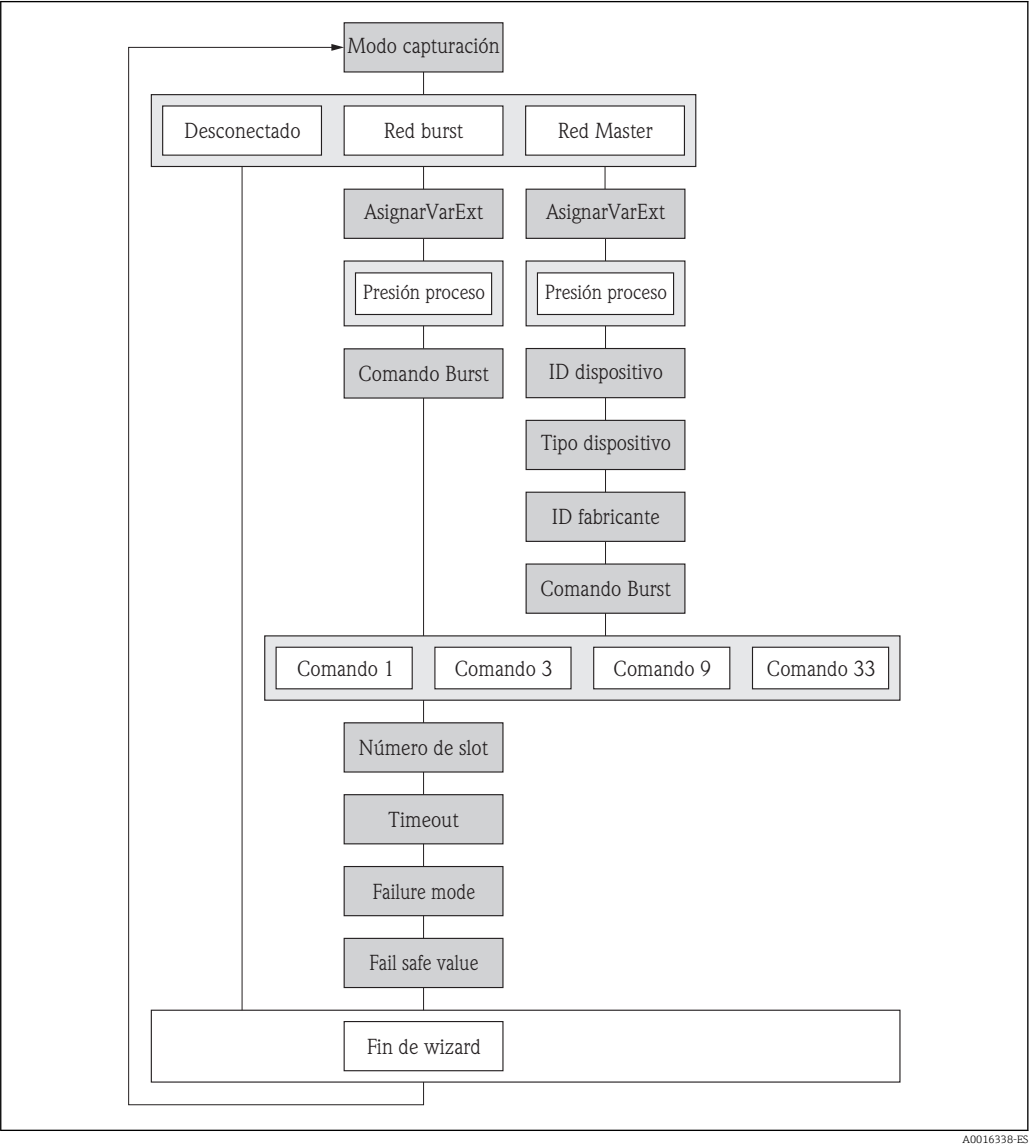 Modo capturación
Desconectado
Red burst
Red Master
AsignarVarExt
AsignarVarExt
Presión proceso
Presión proceso
Comando Burst
ID dispositivo
Tipo dispositivo
ID fabricante
Comando Burst
Comando 1
Comando 3
Comando 9
Comando 33
Número de slot
Timeout
Failure mode
Fail safe value
Fin de wizard
A0016338-ES